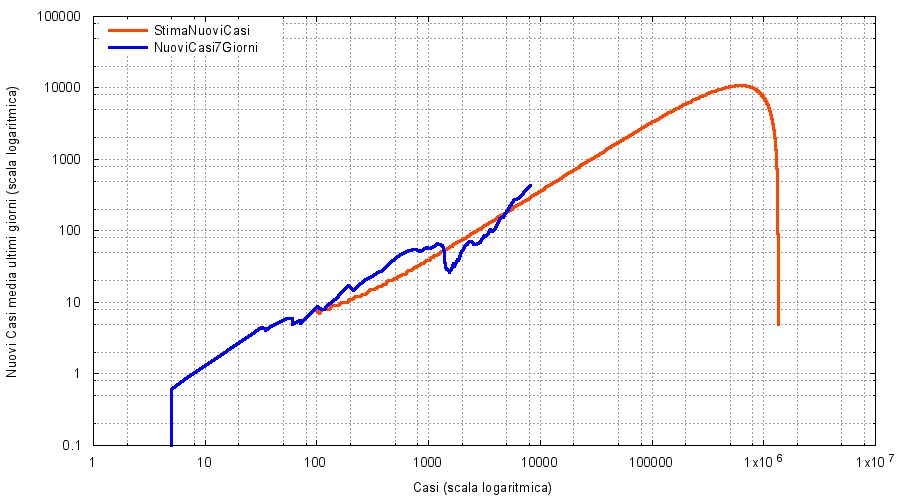 100000
StimaNuoviCasi
NuoviCasi7Giorni
10000
1000
100
10
1
0.1
Nuovi Casi media ultimi giorni (scala logaritmica)
1 10 100 1000 10000 100000 1x10^6 1x10^7
Casi (scala logaritmica)